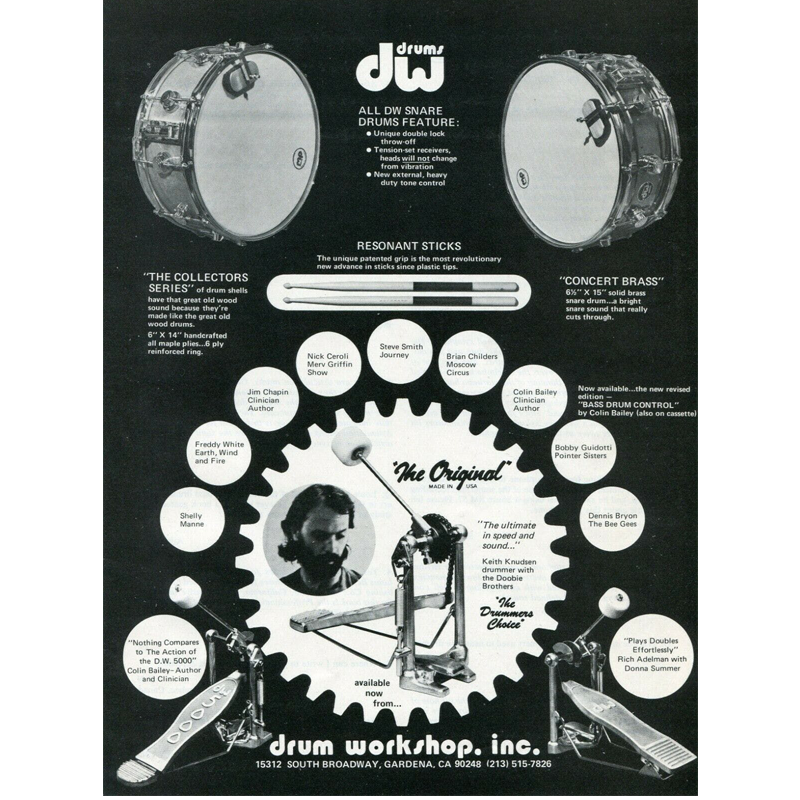 drums
dw
ALL DW SNARE
DRUMS FEATURE:
● Unique double lock
throw-off
● Tension-set receivers,
heads will not change
from vibration
● New external, heavy
duty tone control
RESONANT STICKS
The unique patented grip is the most revolutionary
new advance in sticks since plastic tips.
"THE COLLECTORS
SERIES" of drum shells
have that great old wood
sound because they're
made like the great old
wood drums.
6" X 14" handcrafted
all maple plies...6 ply
reinforced ring.
"CONCERT BRASS"
6½" X 15" solid brass
snare drum...a bright
snare sound that really
cuts through.
Steve Smith
Journey
Nick Ceroli
Merv Griffin
Show
Brian Childers
Moscow
Circus
Jim Chapin
Clinician
Author
Colin Bailey
Clinician
Author
Now available...the new revised
edition —
"BASS DRUM CONTROL"
by Colin Bailey (also on cassette)
Freddy White
Earth, Wind
and Fire
Bobby Guidotti
Pointer Sisters
Shelly
Manne
Dennis Bryon
The Bee Gees
"The Original"
MADE IN USA
"The ultimate
in speed and
sound..."
Keith Knudsen
drummer with
the Doobie
Brothers
"The
Drummers
Choice"
"Nothing Compares
to The Action of
the D.W. 5000"
Colin Bailey-Author
and Clinician
"Plays Doubles
Effortlessly"
Rich Adelman with
Donna Summer
available
now
from...
drum workshop, inc.
15312 SOUTH BROADWAY, GARDENA, CA 90248 (213) 515-7826